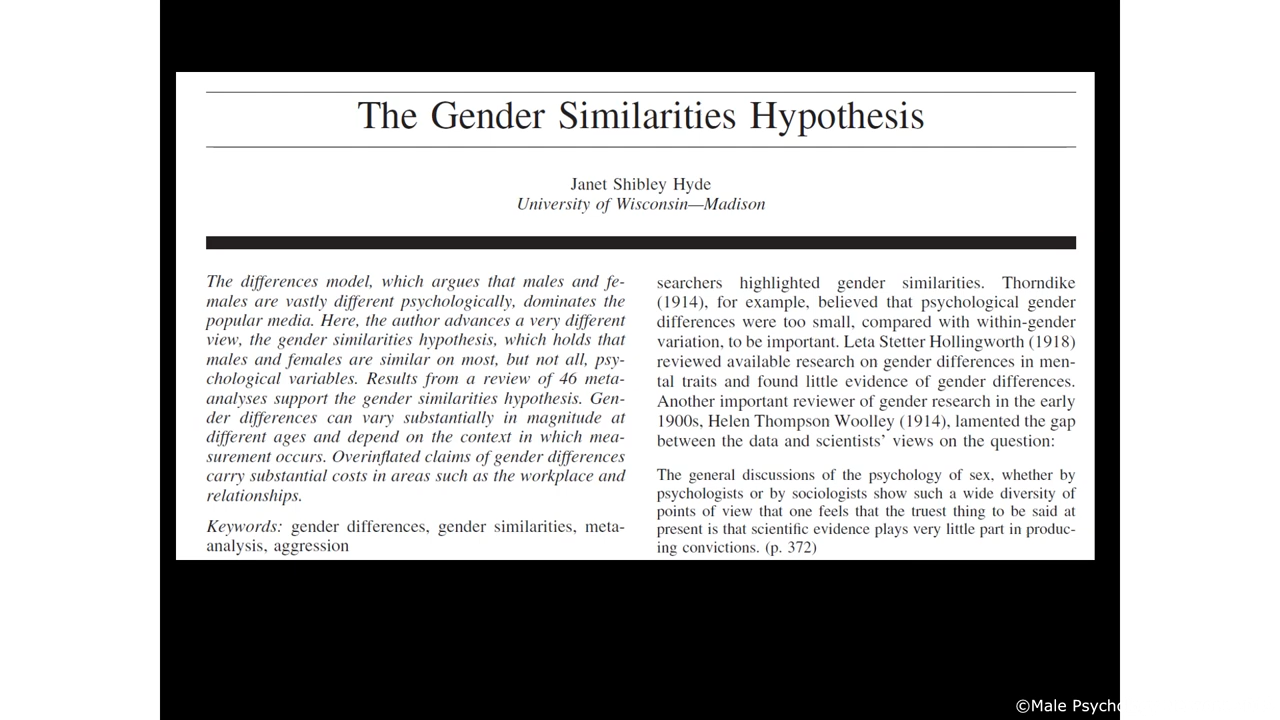 The Gender Similarities Hypothesis
Janet Shibley Hyde
University of Wisconsin—Madison
The differences model, which argues that males and fe-
males are vastly different psychologically, dominates the
popular media. Here, the author advances a very different
view, the gender similarities hypothesis, which holds that
males and females are similar on most, but not all, psy-
chological variables. Results from a review of 46 meta-
analyses support the gender similarities hypothesis. Gen-
der differences can vary substantially in magnitude at
different ages and depend on the context in which mea-
surement occurs. Overinflated claims of gender differences
carry substantial costs in areas such as the workplace and
relationships.
Keywords: gender differences, gender similarities, meta-
analysis, aggression
searchers highlighted gender similarities. Thorndike
(1914), for example, believed that psychological gender
differences were too small, compared with within-gender
variation, to be important. Leta Stetter Hollingworth (1918)
reviewed available research on gender differences in men-
tal traits and found little evidence of gender differences.
Another important reviewer of gender research in the early
1900s, Helen Thompson Woolley (1914), lamented the gap
between the data and scientists' views on the question:
The general discussions of the psychology of sex, whether by
psychologists or by sociologists show such a wide diversity of
points of view that one feels that the truest thing to be said at
present is that scientific evidence plays very little part in produc-
ing convictions. (p. 372)
©Male Psycho